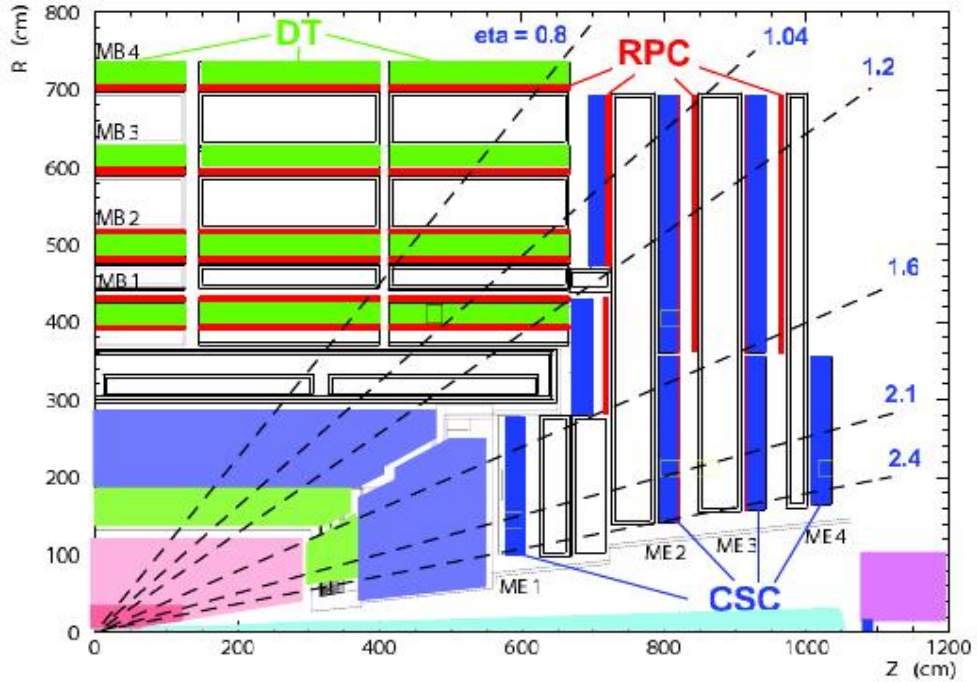 R (cm)
800
700
600
500
400
300
200
100
0
MB 4
MB 3
MB 2
MB 1
DT
eta = 0.8
RPC
1.04
1.2
1.6
2.1
2.4
ME 1
ME 2
ME 3
ME 4
CSC
0
200
400
600
800
1000
1200
Z (cm)